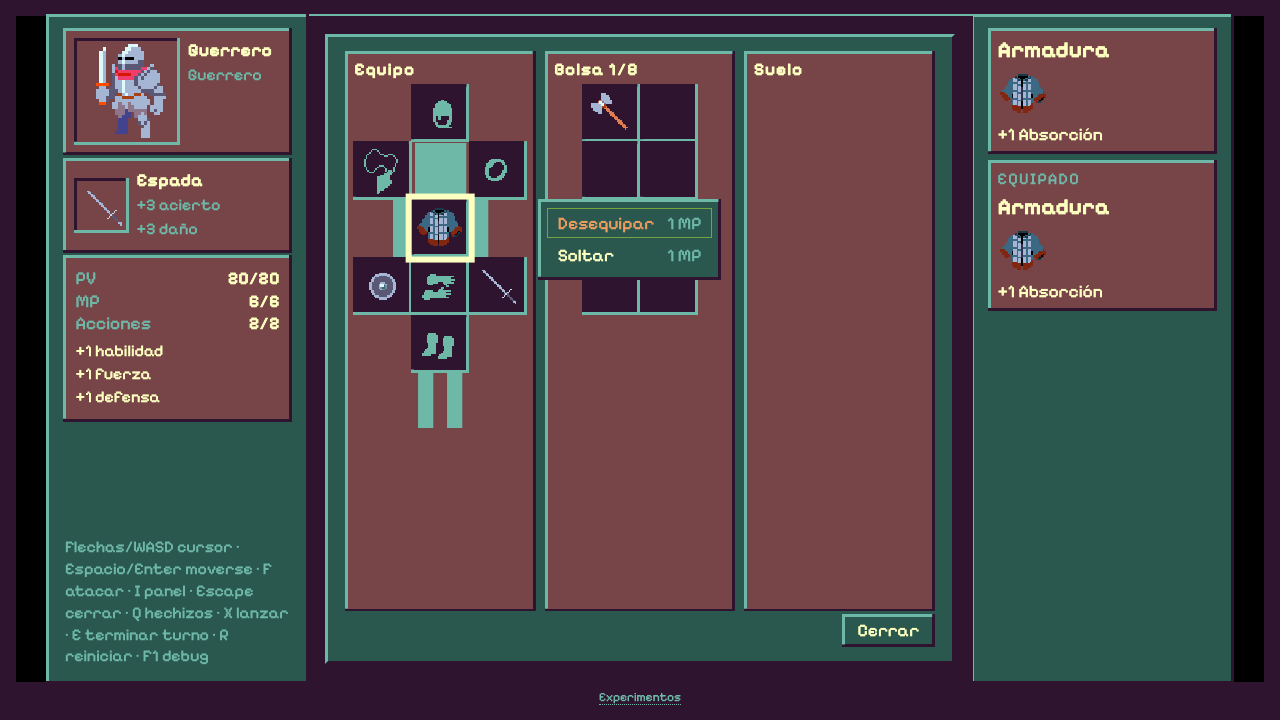 Guerrero
Guerrero
Espada
+3 acierto
+3 daño
PV 80/80
MP 6/6
Acciones 2/2
+1 habilidad
+1 fuerza
+1 defensa
Flechas/WASD cursor ·
Espacio/Enter moverse · F
atacar · I panel · Escape
cerrar · Q hechizos · X lanzar
· E terminar turno · R
reiniciar · F1 debug
Equipo
Bolsa 1/8
Suelo
Desequipar 1 MP
Soltar 1 MP
Cerrar
Armadura
+1 Absorción
EQUIPADO
Armadura
+1 Absorción
Experimentos